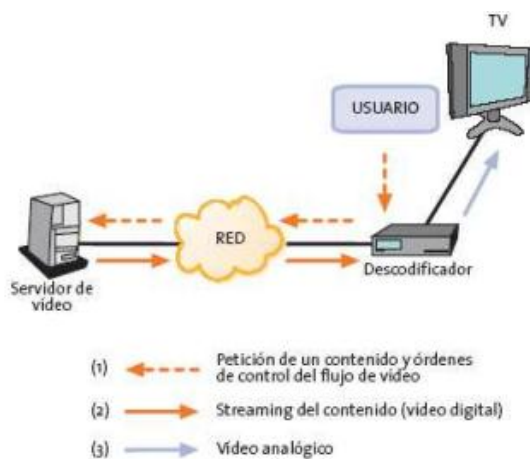 TV
USUARIO
RED
Servidor de
vídeo
Descodificador
(1) Petición de un contenido y órdenes
de control del flujo de vídeo
(2) Streaming del contenido (vídeo digital)
(3) Vídeo analógico